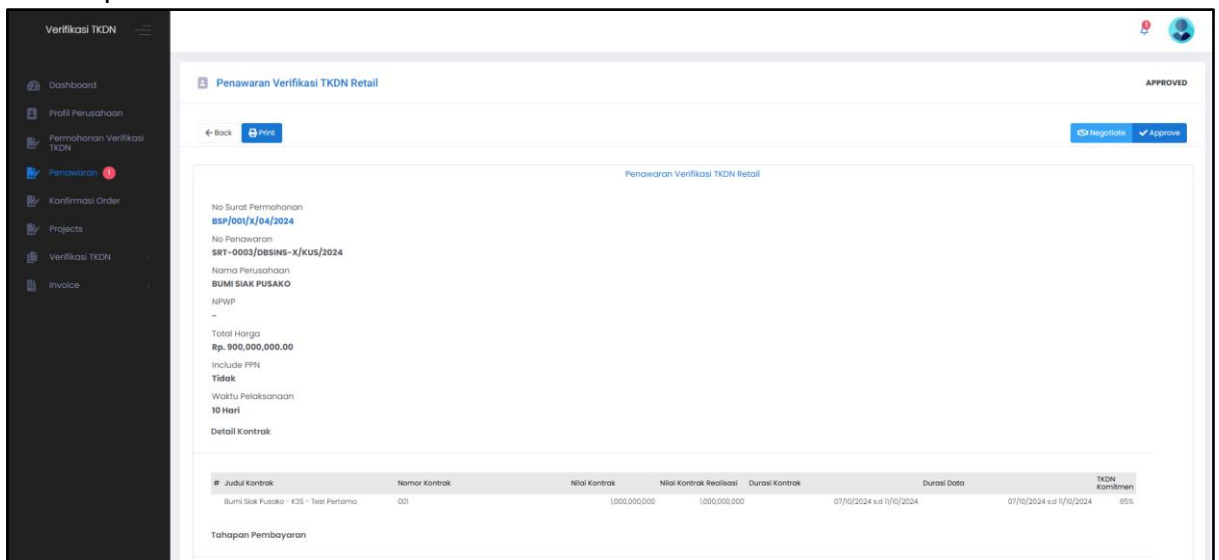 Verifikasi TKDN
1
Dashboard
Profil Perusahaan
Permohonan Verifikasi
TKDN
Penawaran 1
Konfirmasi Order
Projects
Verifikasi TKDN
Invoice
Penawaran Verifikasi TKDN Retail
APPROVED
Back
Print
Negotiate
Approve
Penawaran Verifikasi TKDN Retail
No Surat Permohonan
BSP/001/X/04/2024
No Penawaran
SRT-0003/DBSINS-X/KUS/2024
Nama Perusahaan
BUMI SIAK PUSAKO
NPWP
-
Total Harga
Rp. 900,000,000.00
Include PPN
Tidak
Waktu Pelaksanaan
10 Hari
Detail Kontrak
# Judul Kontrak Nomor Kontrak Nilai Kontrak Nilai Kontrak Realisasi Durasi Kontrak Durasi Data TKDN Komitmen
Bumi Siak Pusako - K3S - Test Pertama 001 1,000,000,000 1,000,000,000 07/10/2024 s.d 11/10/2024 07/10/2024 s.d 11/10/2024 85%
Tahapan Pembayaran